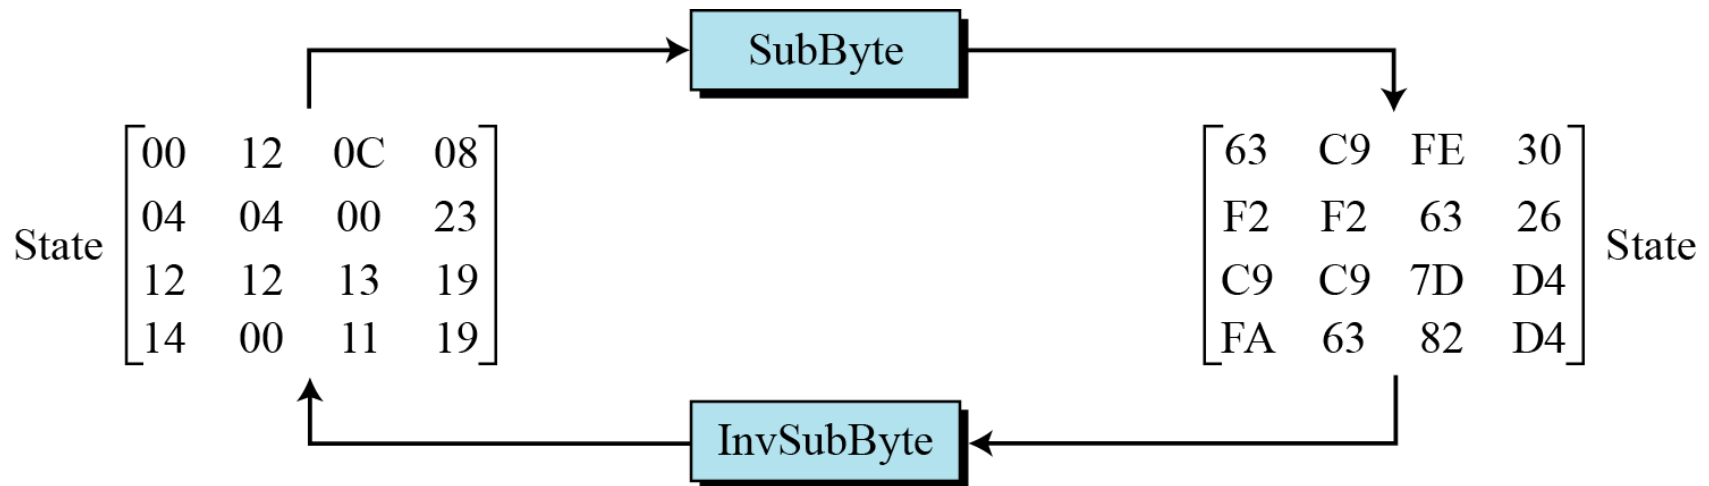 SubByte
00 12 0C 08
04 04 00 23
12 12 13 19
14 00 11 19
State
63 C9 FE 30
F2 F2 63 26
C9 C9 7D D4
FA 63 82 D4
State
InvSubByte